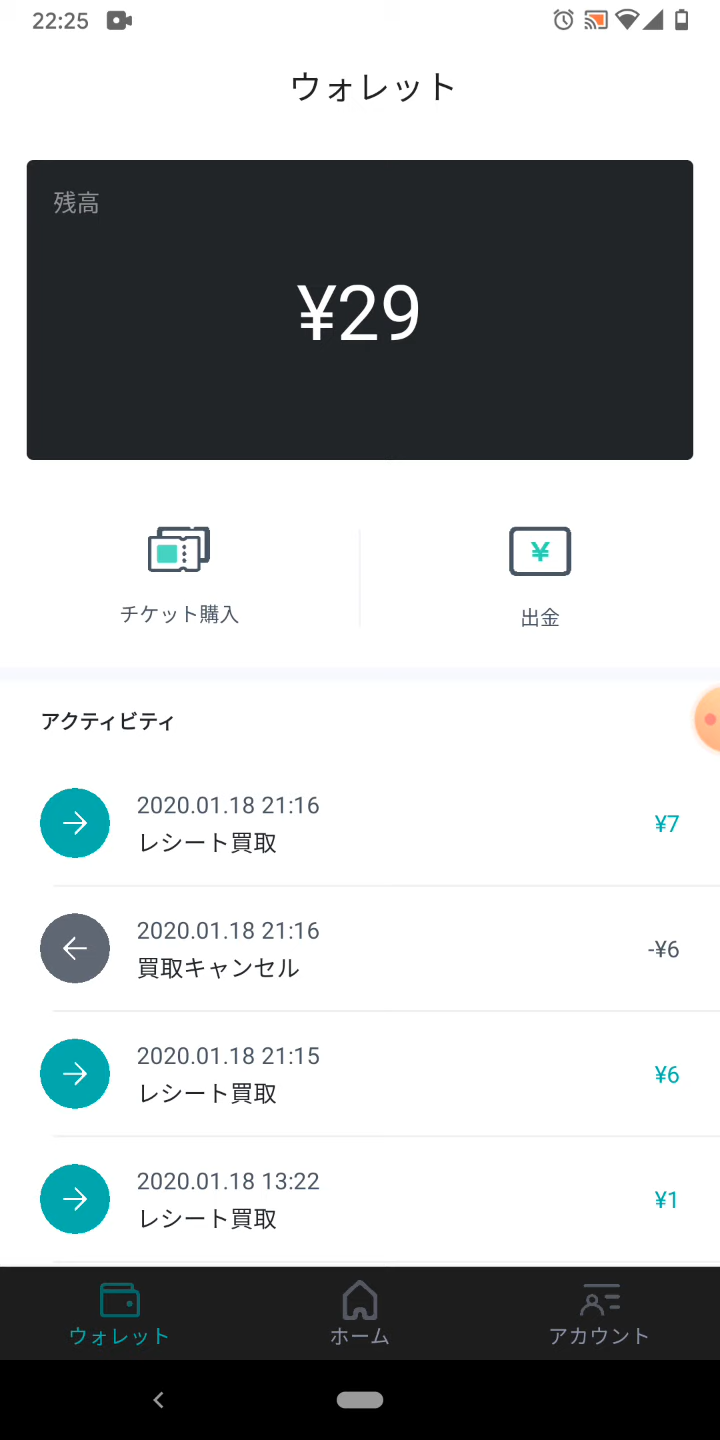 22:25
ウォレット
残高
¥29
チケット購入
出金
アクティビティ
2020.01.18 21:16
レシート買取
¥7
2020.01.18 21:16
買取キャンセル
-¥6
2020.01.18 21:15
レシート買取
¥6
2020.01.18 13:22
レシート買取
¥1
ウォレット
ホーム
アカウント